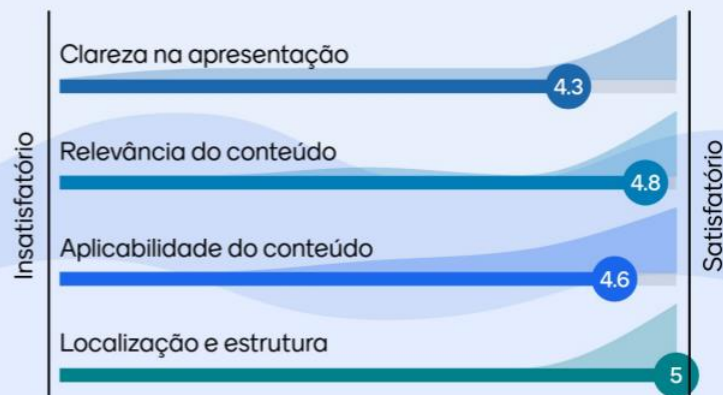 Insatisfatório
Clareza na apresentação
4.3
Relevância do conteúdo
4.8
Aplicabilidade do conteúdo
4.6
Localização e estrutura
5
Satisfatório